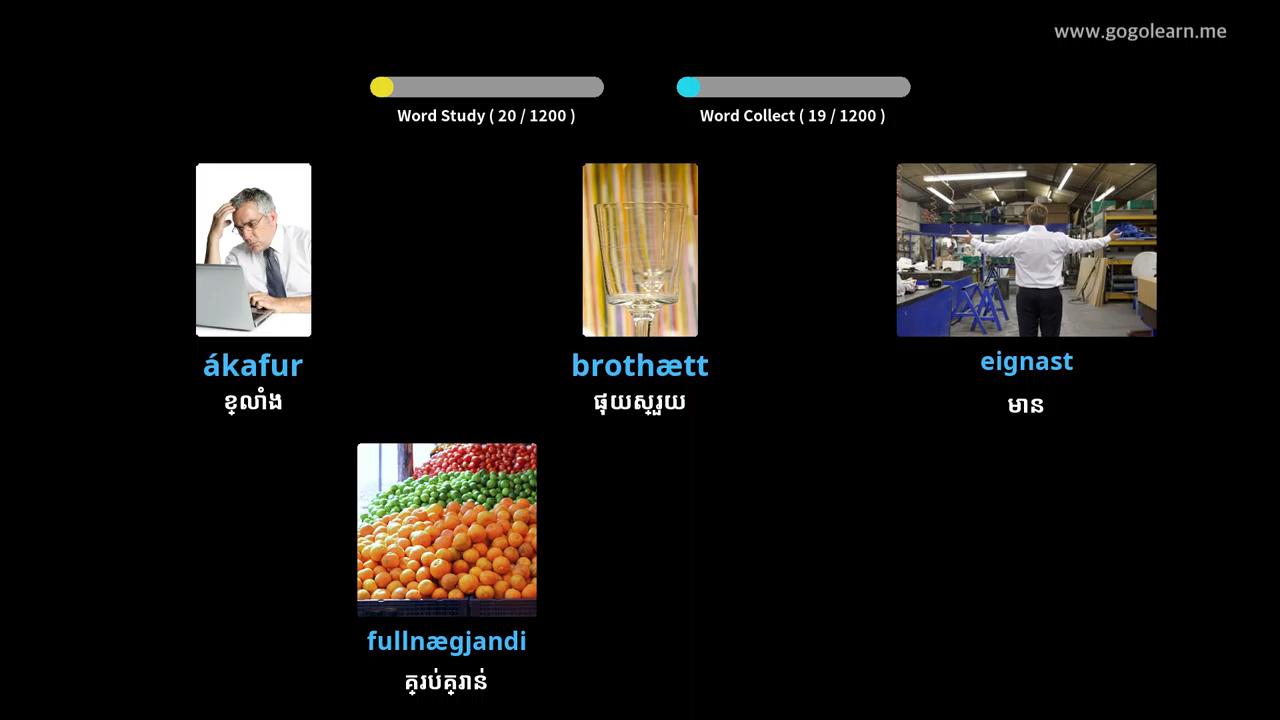 www.gogolearn.me
Word Study ( 20 / 1200 )
Word Collect ( 19 / 1200 )
ákafur
brothætt
eignast
ខ្លាំង
ផុយស្រួយ
មាន
fullnægjandi
គ្រប់គ្រាន់